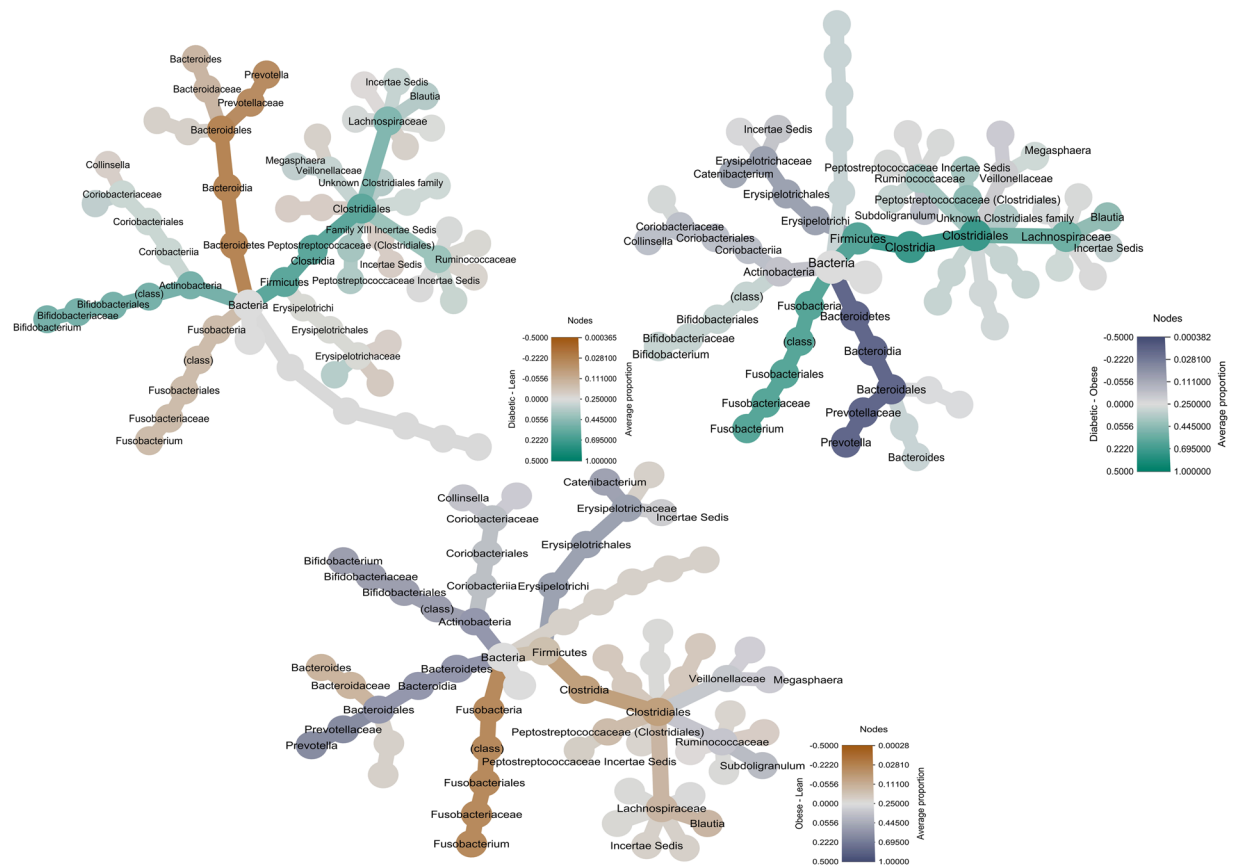 Bacteroides
Prevotella
Bacteroidaceae
Prevotellaceae
Bacteroidales
Incertae Sedis
Blautia
Lachnospiraceae
Megasphaera
Veillonellaceae
Unknown Clostridiales family
Clostridiales
Collinsella
Coriobacteriaceae
Coriobacteriales
Coriobacteriia
Bacteroidia
Bacteroidetes
Family XIII Incertae Sedis
Peptostreptococcaceae (Clostridiales)
Clostridia
Incertae Sedis
Ruminococcaceae
Firmicutes
Peptostreptococcaceae Incertae Sedis
Actinobacteria
(class)
Bifidobacteriales
Bifidobacteriaceae
Bifidobacterium
Bacteria
Erysipelotrichi
Fusobacteria
Erysipelotrichales
Erysipelotrichaceae
(class)
Fusobacteriales
Fusobacteriaceae
Fusobacterium
Nodes
-0.5000 0.000365
-0.2220 0.028100
-0.0556 0.111000
0.0000 0.250000
0.0556 0.445000
0.2220 0.695000
0.5000 1.000000
Diabetic - Lean
Average proportion
Incertae Sedis
Erysipelotrichaceae
Catenibacterium
Erysipelotrichales
Erysipelotrichi
Megasphaera
Peptostreptococcaceae Incertae Sedis
Ruminococcaceae
Veillonellaceae
Peptostreptococcaceae (Clostridiales)
Subdoligranulum
Unknown Clostridiales family
Blautia
Clostridiales
Lachnospiraceae
Incertae Sedis
Firmicutes
Clostridia
Coriobacteriaceae
Collinsella
Coriobacteriales
Coriobacteriia
Bacteria
Actinobacteria
(class)
Bifidobacteriales
Bifidobacteriaceae
Bifidobacterium
Fusobacteria
Bacteroidetes
(class)
Bacteroidia
Fusobacteriales
Bacteroidales
Fusobacteriaceae
Prevotellaceae
Fusobacterium
Prevotella
Bacteroides
Nodes
-0.5000 0.000382
-0.2220 0.028100
-0.0556 0.111000
0.0000 0.250000
0.0556 0.445000
0.2220 0.695000
0.5000 1.000000
Diabetic - Obese
Average proportion
Catenibacterium
Collinsella
Erysipelotrichaceae
Incertae Sedis
Coriobacteriaceae
Erysipelotrichales
Coriobacteriales
Bifidobacterium
Bifidobacteriaceae
Bifidobacteriales
Coriobacteriia
Erysipelotrichi
(class)
Actinobacteria
Bacteria
Firmicutes
Bacteroidetes
Bacteroides
Bacteroidaceae
Bacteroidia
Clostridia
Veillonellaceae
Megasphaera
Bacteroidales
Fusobacteria
Clostridiales
Prevotellaceae
Prevotella
Peptostreptococcaceae (Clostridiales)
Ruminococcaceae
(class)
Peptostreptococcaceae Incertae Sedis
Subdoligranulum
Fusobacteriales
Lachnospiraceae
Fusobacteriaceae
Blautia
Fusobacterium
Incertae Sedis
Nodes
-0.5000 0.00028
-0.2220 0.02810
-0.0556 0.11100
0.0000 0.25000
0.0556 0.44500
0.2220 0.69500
0.5000 1.00000
Obese - Lean
Average proportion